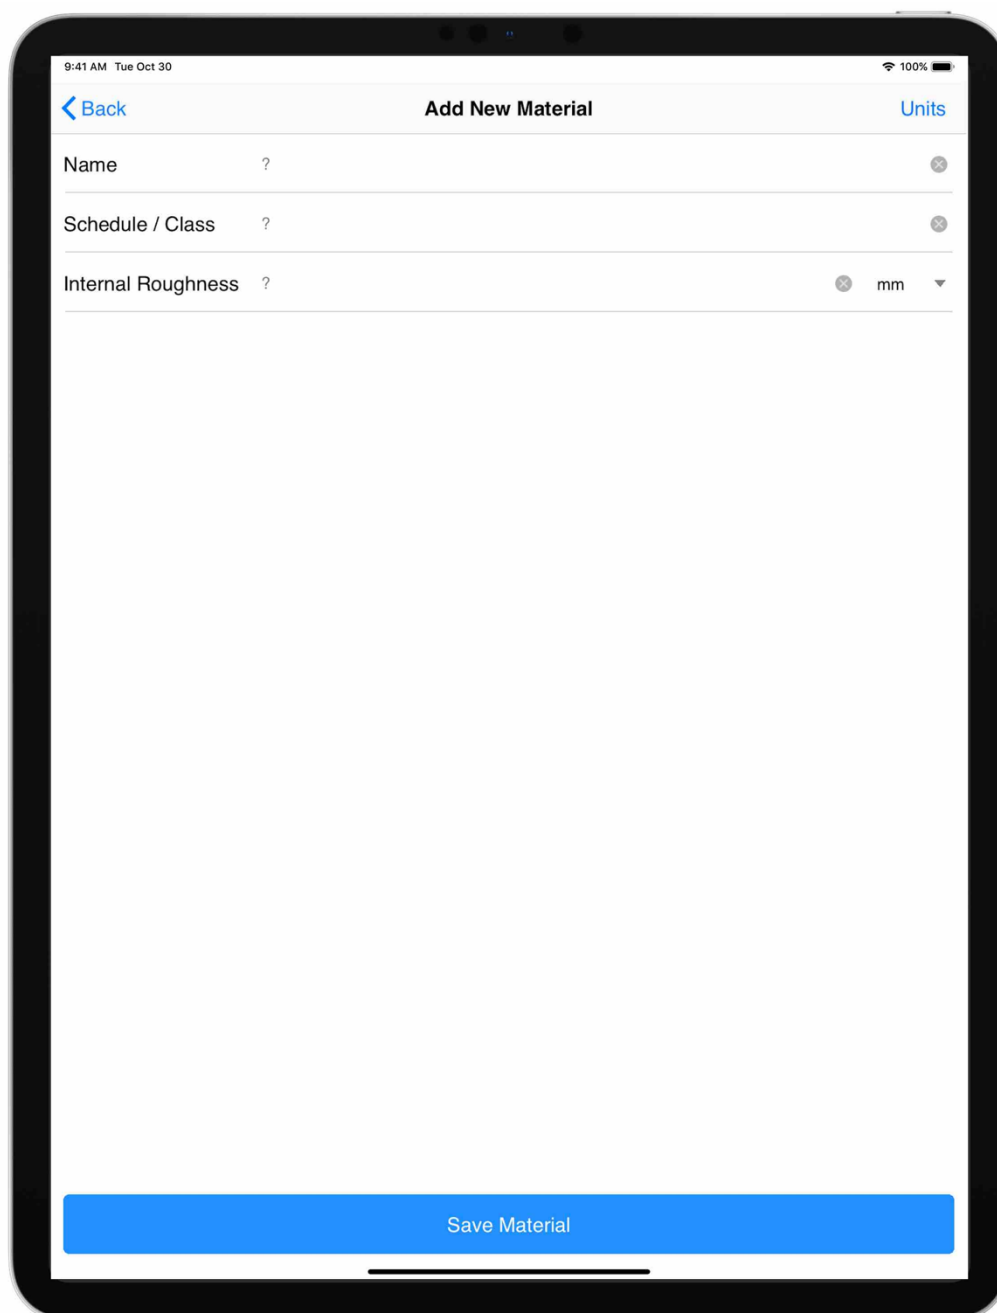 9:41 AM Tue Oct 30 100%
Back Add New Material Units
Name ?
Schedule / Class ?
Internal Roughness ? mm
Save Material